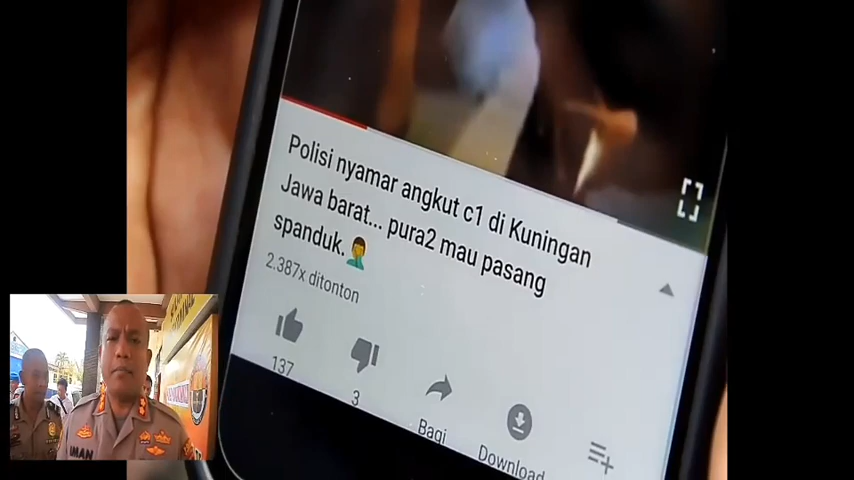 Polisi nyamar angkut c1 di Kuningan
Jawa barat... pura2 mau pasang
spanduk.🤦‍♂️
2.387x ditonton
137
3
Bagi
Download